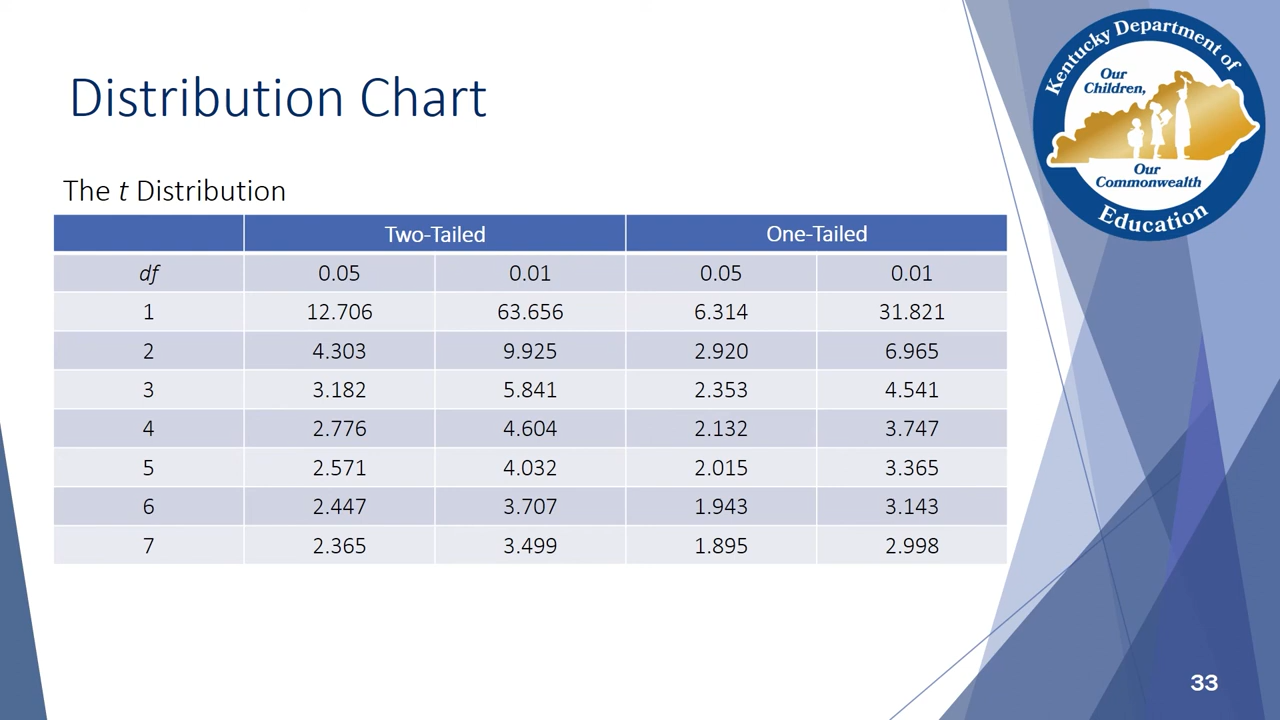 Distribution Chart
Kentucky Department of
Our
Children,
Our
Commonwealth
Education
The t Distribution
Two-Tailed One-Tailed
df 0.05 0.01 0.05 0.01
1 12.706 63.656 6.314 31.821
2 4.303 9.925 2.920 6.965
3 3.182 5.841 2.353 4.541
4 2.776 4.604 2.132 3.747
5 2.571 4.032 2.015 3.365
6 2.447 3.707 1.943 3.143
7 2.365 3.499 1.895 2.998
33